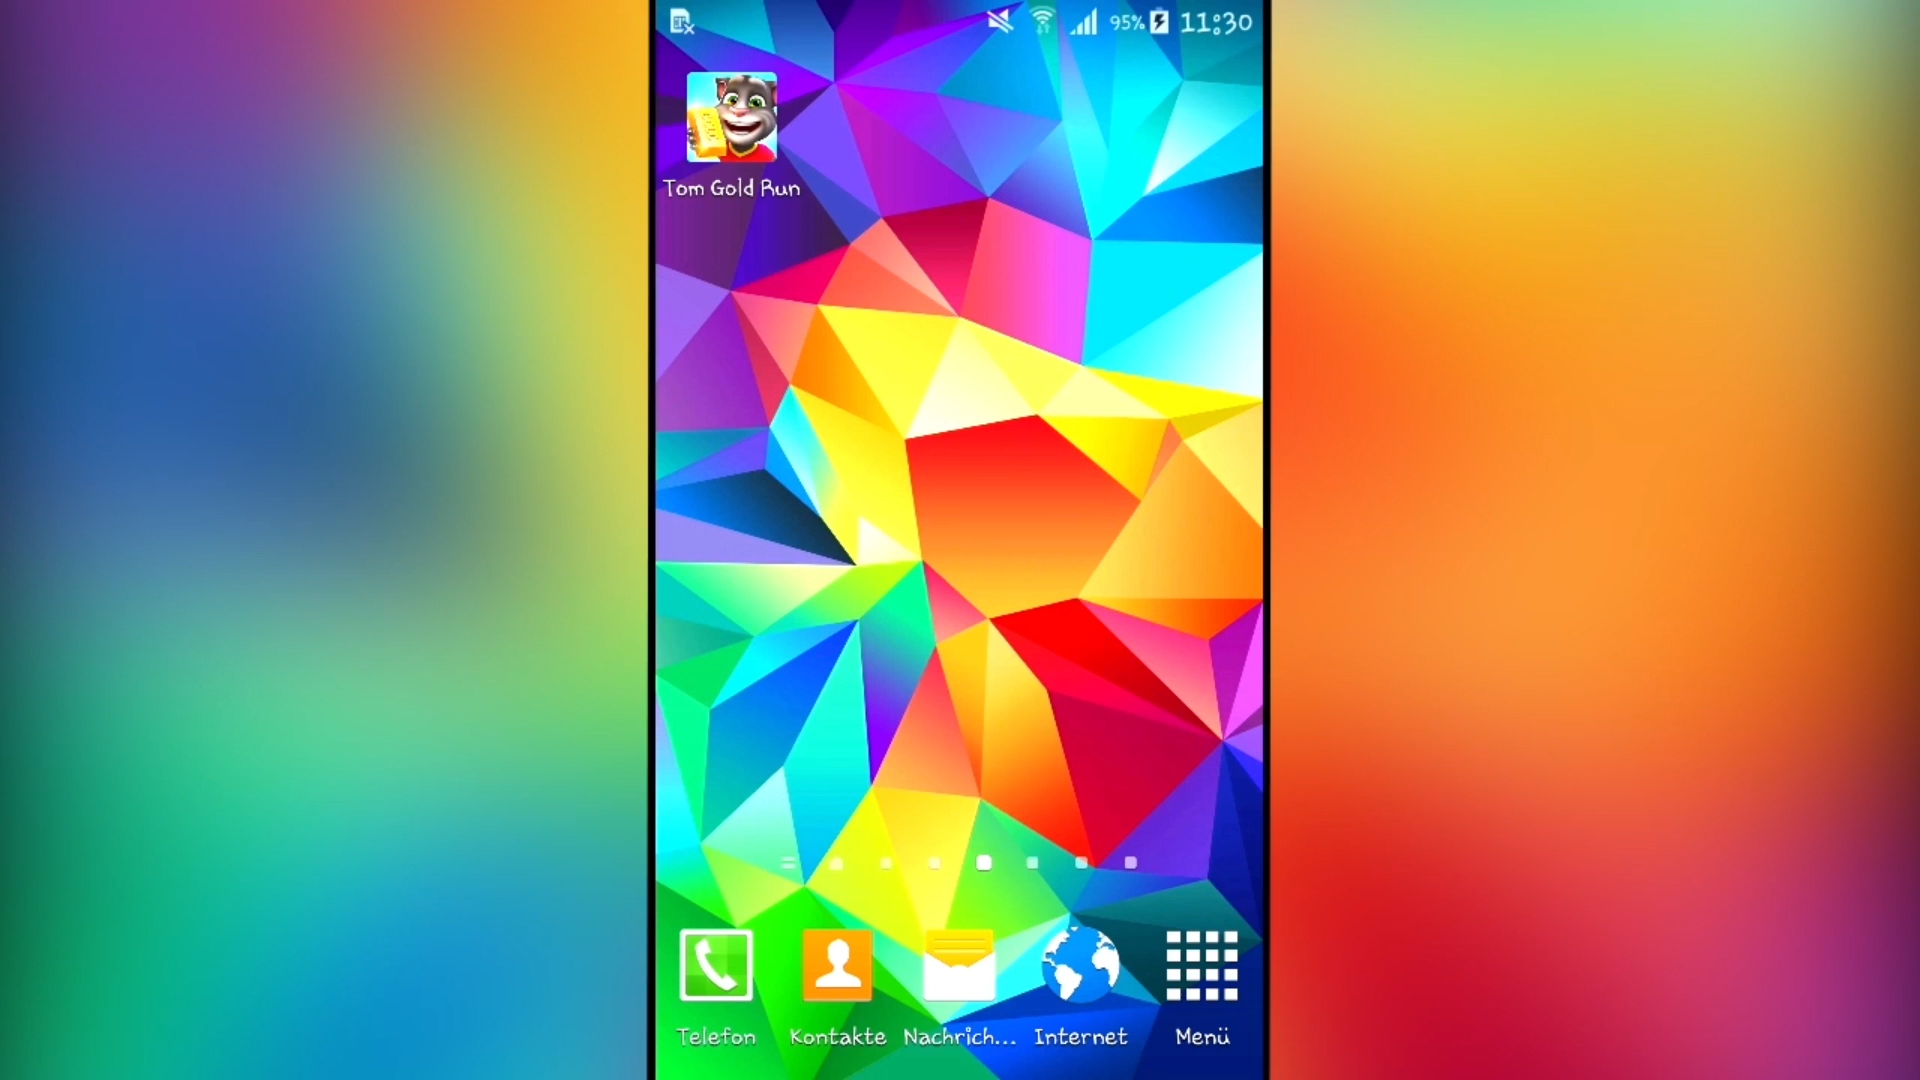 95% 11:30
Tom Gold Run
Telefon Kontakte Nachrich... Internet Menü